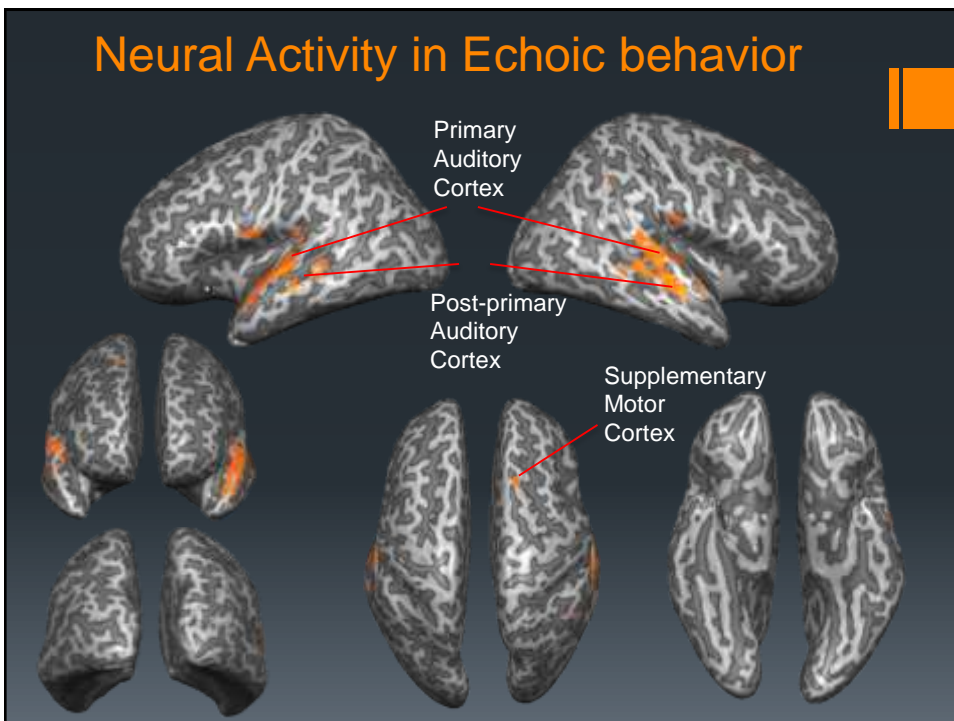 Neural Activity in Echoic behavior
Primary
Auditory
Cortex
Post-primary
Auditory
Cortex
Supplementary
Motor
Cortex